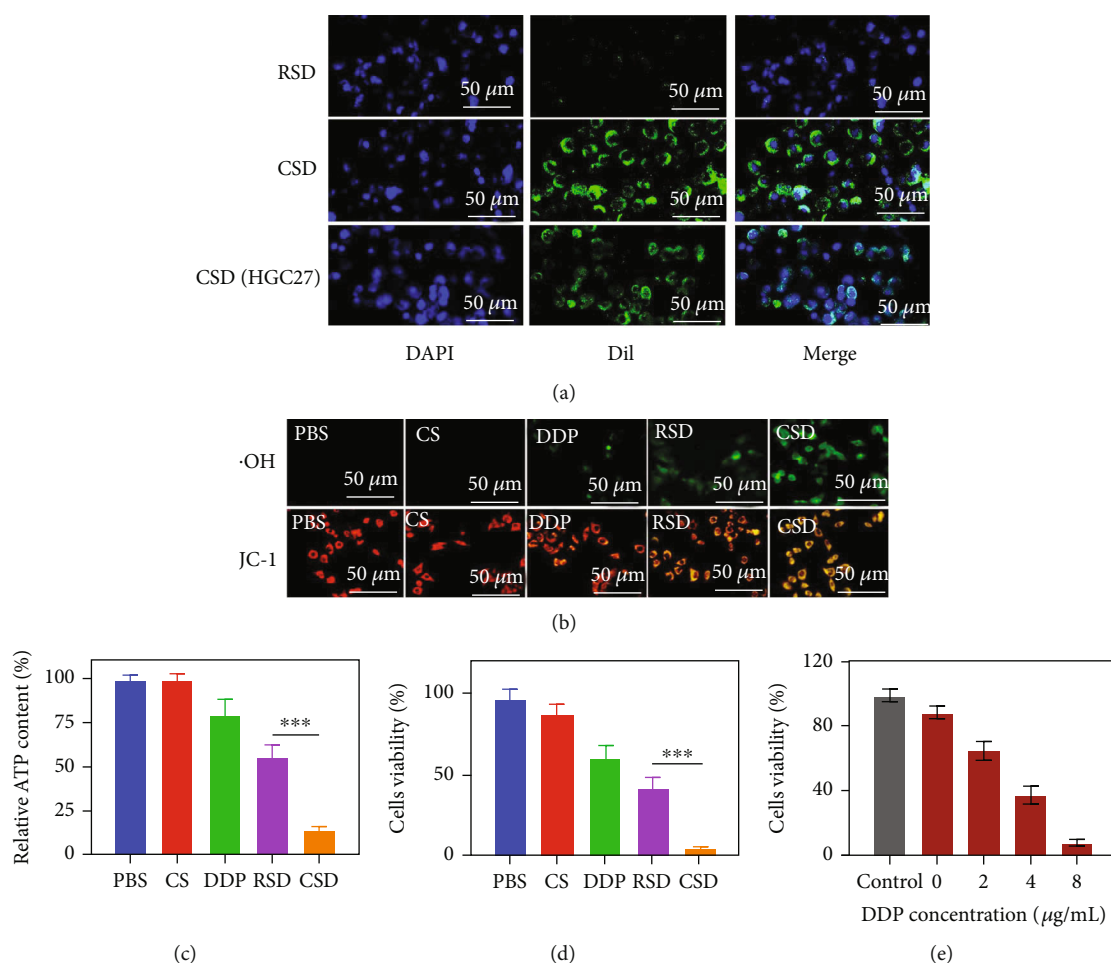 RSD
50 μm
50 μm
50 μm
CSD
50 μm
50 μm
50 μm
CSD (HGC27)
50 μm
50 μm
50 μm
DAPI
Dil
Merge
(a)
PBS
CS
DDP
RSD
CSD
·OH
50 μm
50 μm
50 μm
50 μm
50 μm
PBS
CS
DDP
RSD
CSD
JC-1
50 μm
50 μm
50 μm
50 μm
50 μm
(b)
Relative ATP content (%)
100
75
50
25
0
***
PBS CS DDP RSD CSD
(c)
Cells viability (%)
100
50
0
***
PBS CS DDP RSD CSD
(d)
Cells viability (%)
120
80
40
0
Control 0 2 4 8
DDP concentration (μg/mL)
(e)